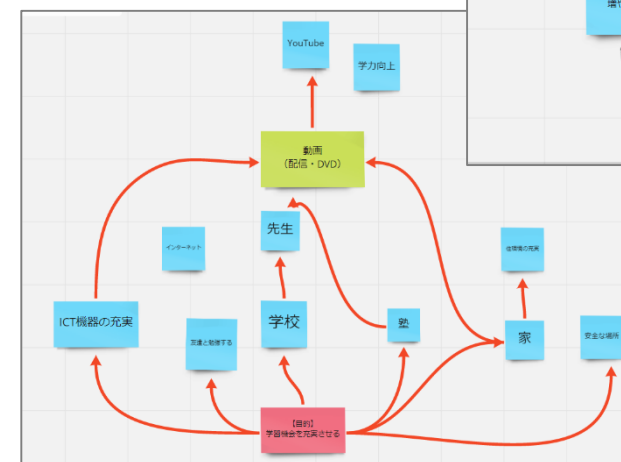 YouTube
学力向上
動画
(配信・DVD)
先生
インターネット
ICT機器の充実
友達と勉強する
学校
塾
家
安全な場所
【目的】
学習機会を充実させる